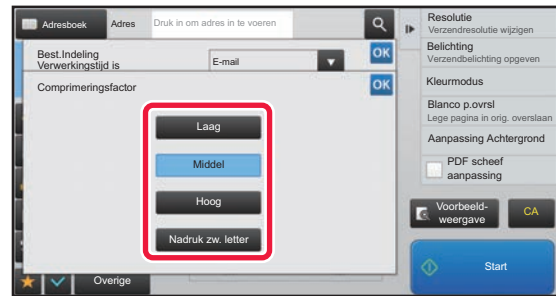 Adresboek
Adres
Druk in om adres in te voeren
Best.Indeling
Verwerkingstijd is
E-mail
OK
Comprimeringsfactor
OK
Laag
Middel
Hoog
Nadruk zw. letter
Overige
Resolutie
Verzendresolutie wijzigen
Belichting
Verzendbelichting opgeven
Kleurmodus
Blanco p.ovrsl
Lege pagina in orig. overslaan
Aanpassing Achtergrond
PDF scheef
aanpassing
Voorbeeld-
weergave
CA
Start